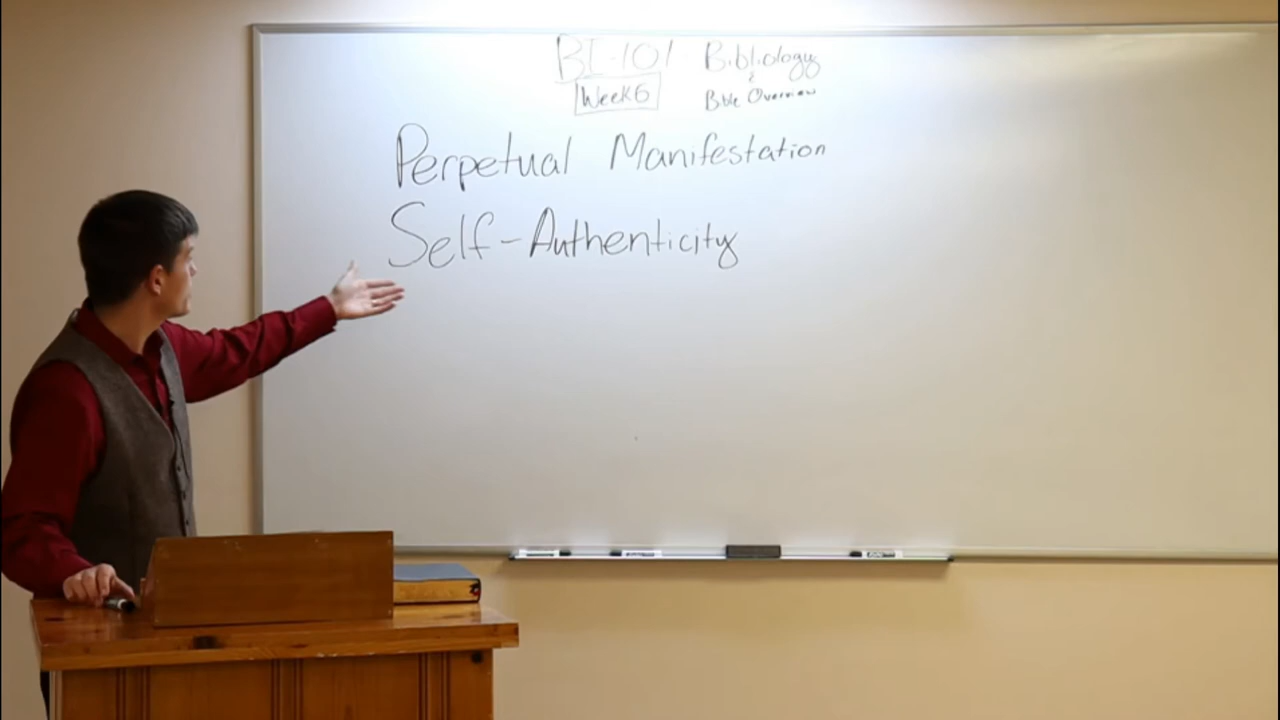 BI-101 Bibliology
&
Week 6 Bible Overview
Perpetual Manifestation
Self-Authenticity